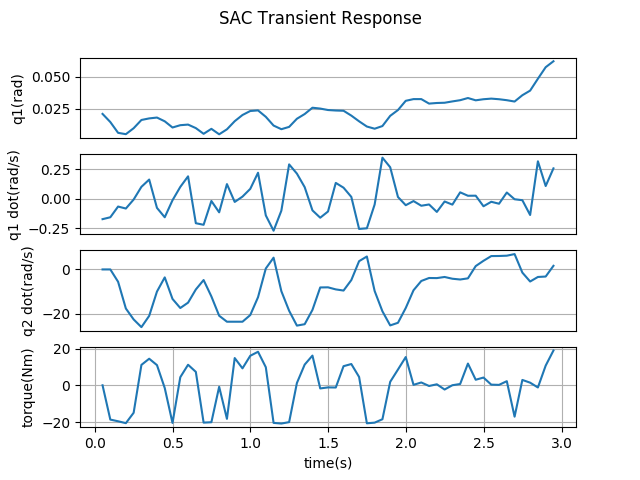 SAC Transient Response
q1(rad)
0.050
0.025
q1 dot(rad/s)
0.25
0.00
−0.25
q2 dot(rad/s)
0
−20
torque(Nm)
20
0
−20
0.0 0.5 1.0 1.5 2.0 2.5 3.0
time(s)